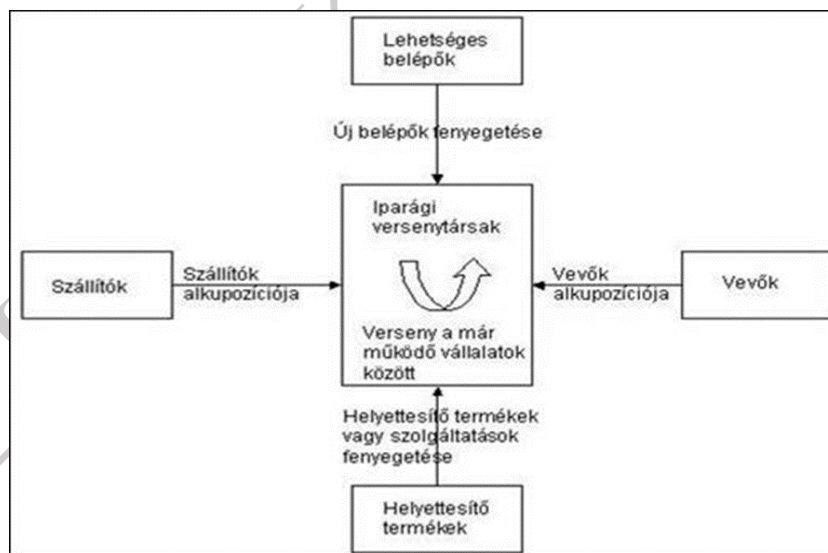 Lehetséges
belépők
Új belépők fenyegetése
Iparági
versenytársak
Szállítók
Szállítók
alkupozíciója
Vevők
alkupozíciója
Vevők
Verseny a már
működő vállalatok
között
Helyettesítő termékek
vagy szolgáltatások
fenyegetése
Helyettesítő
termékek